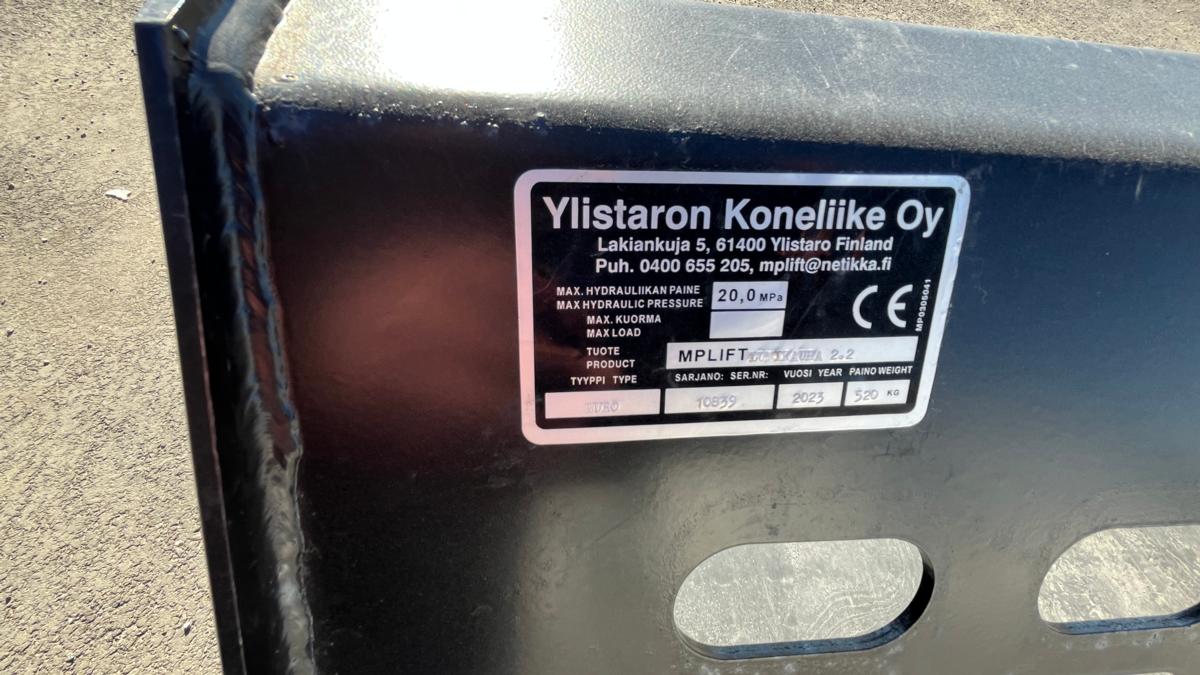 Ylistaron Koneliike Oy
Lakiankuja 5, 61400 Ylistaro Finland
Puh. 0400 655 205, mplift@netikka.fi
MAX. HYDRAULIIKAN PAINE
MAX HYDRAULIC PRESSURE
20,0 MPa
MAX. KUORMA
MAX LOAD
CE
MP0305041
TUOTE
PRODUCT
MPLIFT 2.2
TYYPPI TYPE
SARJANO: SER.NR:
VUOSI YEAR
PAINO WEIGHT
EURO
10839
2023
520 KG